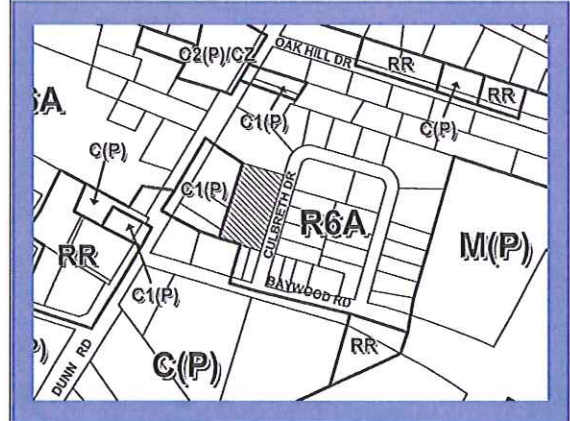 C2(P)/CZ
OAK HILL DR
RR
RR
C(P)
C1(P)
6A
C(P)
C1(P)
CULBRETH DR
R6A
M(P)
RR
C1(P)
BAYWOOD RD
RR
P)
DUNN RD
C(P)